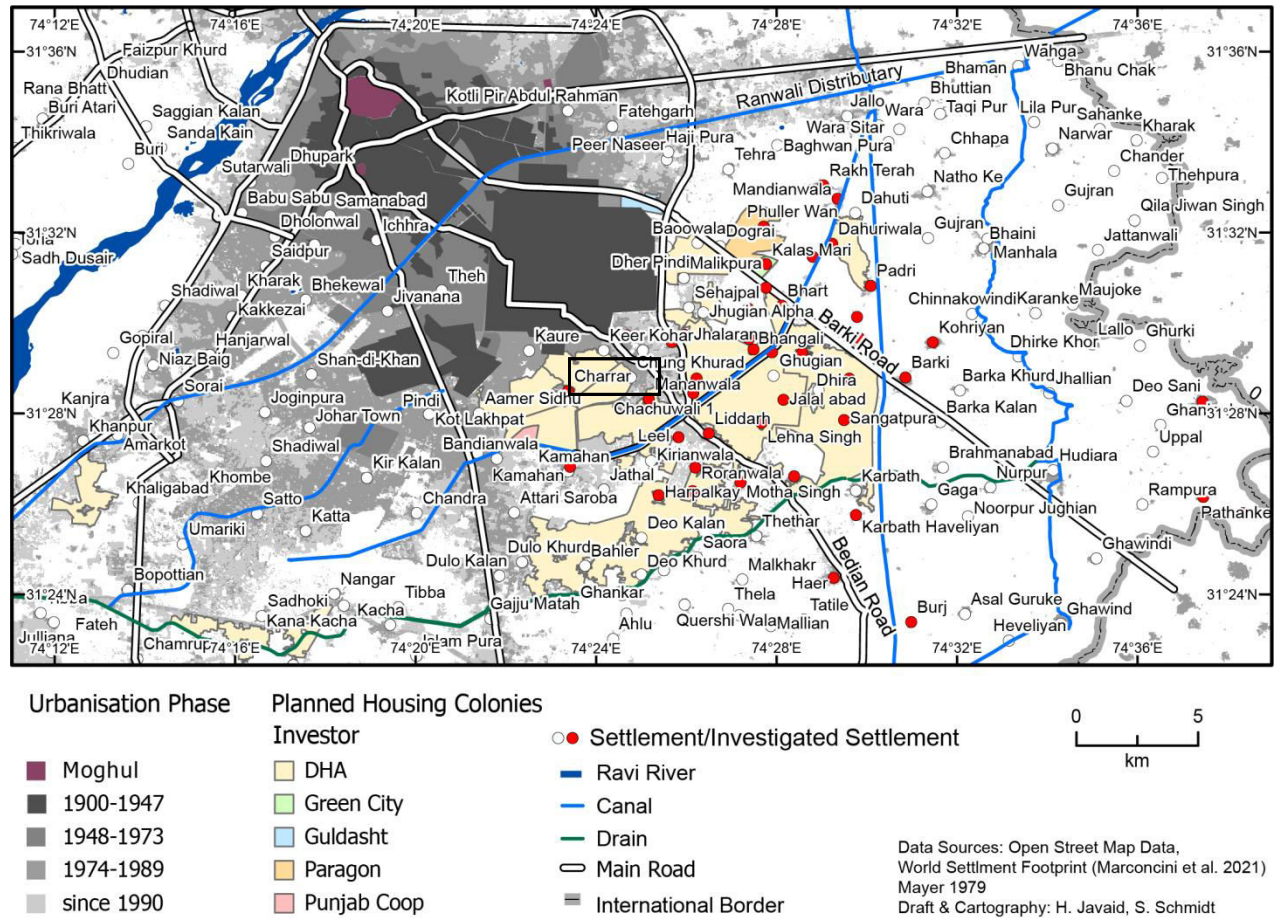 74°12'E 74°16'E 74°20'E 74°24'E 74°28'E 74°32'E 74°36'E
31°36'N 31°36'N
Wahga
Faizpur Khurd
Dhudian
Bhaman
Bhanu Chak
Rana Bhatt
Buri Atari
Kotli Pir Abdul Rahman
Ranwali Distributary
Bhuttian
Saggian Kalan
Fatehgarh
Jallo
Wara
Taqi Pur
Lila Pur
Sahanke
Thikriwala
Sanda Kain
Wara Sitar
Narwar
Kharak
Buri
Peer Naseer
Haji Pura
Baghwan Pura
Chhapa
Chander
Dhupark
Tehra
Rakh Terah
Sutarwali
Natho Ke
Thehpura
Babu Sabu
Samanabad
Mandianwala
Gujran
Dholonwal
Ichhra
Phuller Wan
Dahuti
Qila Jiwan Singh
31°32'N
Baoowala
Dograi
Dahuriwala
Gujran
Bhaini
Jattanwali
31°32'N
Sadh Dusair
Saidpur
Kalas Mari
Manhala
Dher Pindi
Malikpura
Kharak
Theh
Padri
Shadiwal
Bhekewal
Sehajpal
Bhart
Maujoke
Kakkezai
Jivanana
Jhugian Alpha
Chinnakowindi
Karanke
Gopiral
Hanjarwal
Kaure
Keer Kohar
Jhalaran
Bhangali
Barki Road
Kohriyan
Lallo
Ghurki
Niaz Baig
Shan-di-Khan
Ghugian
Barki
Dhirke Khor
Charrar
Chung Khurad
Sorai
Mananwala
Dhira
Barka Khurd
Jhallian
Deo Sani
Kanjra
Joginpura
Pindi
Aamer Sidhu
Chachuwali 1
Jalal abad
Barka Kalan
Ghan
31°28'N
Khanpur
Johar Town
Kot Lakhpat
Liddarh
Sangatpura
31°28'N
Amarkot
Shadiwal
Bandianwala
Leel
Lehna Singh
Uppal
Khombe
Kir Kalan
Kamahan
Kirianwala
Brahmanabad
Hudiara
Khaligabad
Kamahan
Jathal
Roranwala
Karbath
Nurpur
Satto
Chandra
Attari Saroba
Harpalkay
Motha Singh
Gaga
Rampura
Umariki
Katta
Deo Kalan
Thethar
Karbath Haveliyan
Noorpur Jughian
Pathanke
Dulo Khurd
Saora
Bopottian
Dulo Kalan
Bahler
Deo Khurd
Malkhakr
Ghawindi
Nangar
Tibba
Ghankar
Haer
31°24'N
Sadhoki
Kacha
Gajju Matah
Thela
Tatile
Bedian Road
Asal Guruke
31°24'N
Fateh
Kana Kacha
Burj
Ghawind
Julliana
Chamrup
Islam Pura
Ahlu
Quershi Wala
Mallian
Heveliyan
74°12'E 74°16'E 74°20'E 74°24'E 74°28'E 74°32'E 74°36'E
Urbanisation Phase
Moghul
1900-1947
1948-1973
1974-1989
since 1990
Planned Housing Colonies
Investor
DHA
Green City
Guldasht
Paragon
Punjab Coop
Settlement/Investigated Settlement
Ravi River
Canal
Drain
Main Road
International Border
0 5
km
Data Sources: Open Street Map Data,
World Settlment Footprint (Marconcini et al. 2021)
Mayer 1979
Draft & Cartography: H. Javaid, S. Schmidt